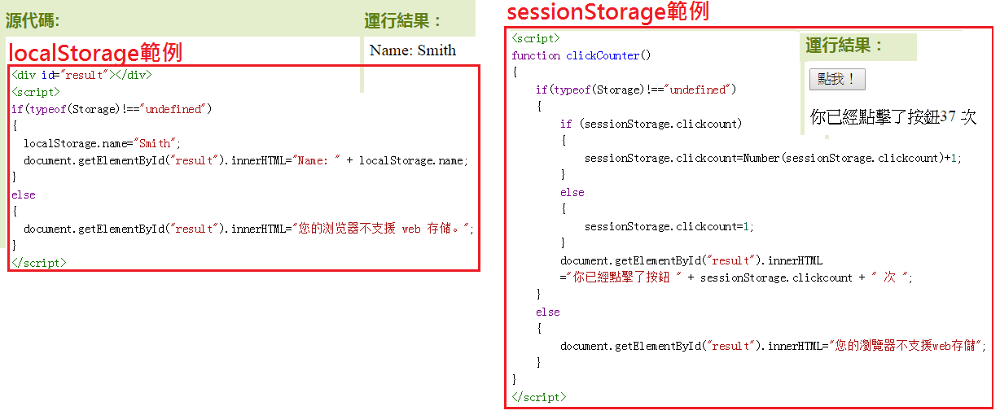 源代碼:
運行結果：
localStorage範例
Name: Smith
<div id="result"></div>
<script>
if(typeof(Storage)!=="undefined")
{
localStorage.name="Smith";
document.getElementById("result").innerHTML="Name: " + localStorage.name;
}
else
{
document.getElementById("result").innerHTML="您的浏览器不支援 web 存储。";
}
</script>
sessionStorage範例
<script>
function clickCounter()
{
if(typeof(Storage)!=="undefined")
{
if (sessionStorage.clickcount)
{
sessionStorage.clickcount=Number(sessionStorage.clickcount)+1;
}
else
{
sessionStorage.clickcount=1;
}
document.getElementById("result").innerHTML
="你已經點擊了按鈕 " + sessionStorage.clickcount + " 次 ";
}
else
{
document.getElementById("result").innerHTML="您的瀏覽器不支援web存儲";
}
}
</script>
運行結果：
點我！
你已經點擊了按鈕37 次